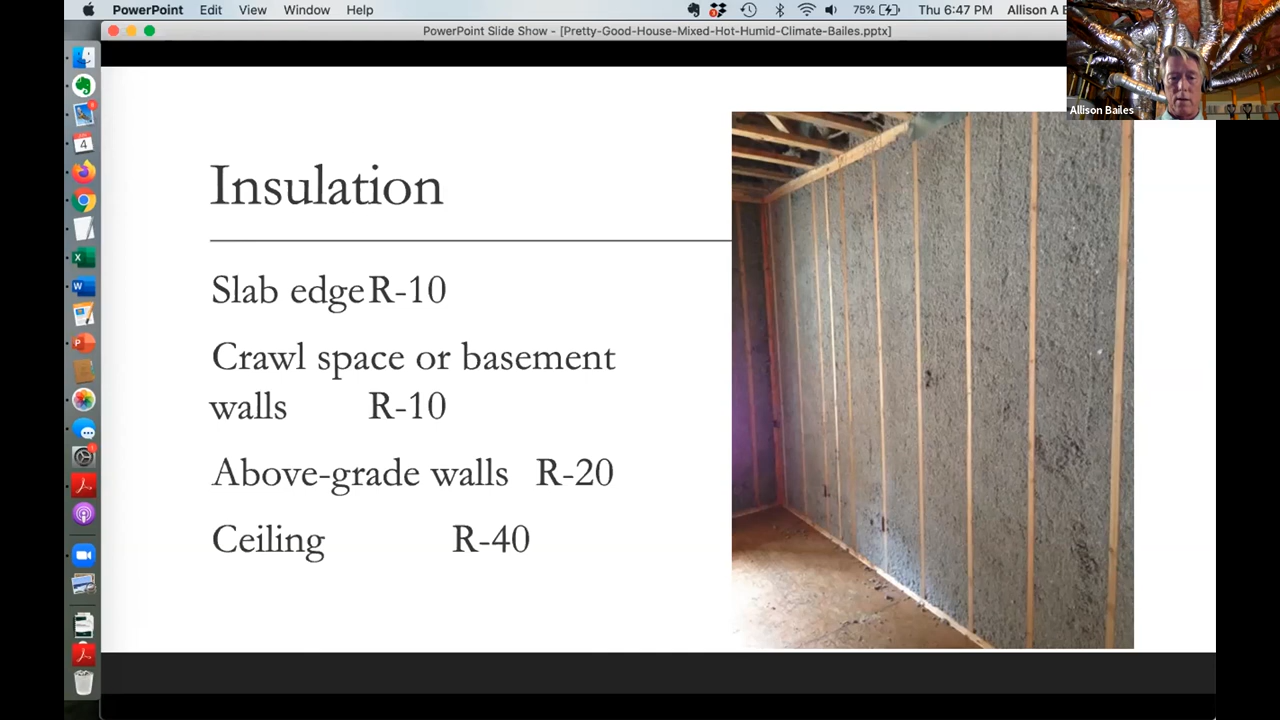 PowerPoint Edit View Window Help 75% Thu 6:47 PM Allison A B
PowerPoint Slide Show - [Pretty-Good-House-Mixed-Hot-Humid-Climate-Bailes.pptx]
Allison Bailes
4
Insulation
Slab edge R-10
Crawl space or basement
walls R-10
Above-grade walls R-20
Ceiling R-40